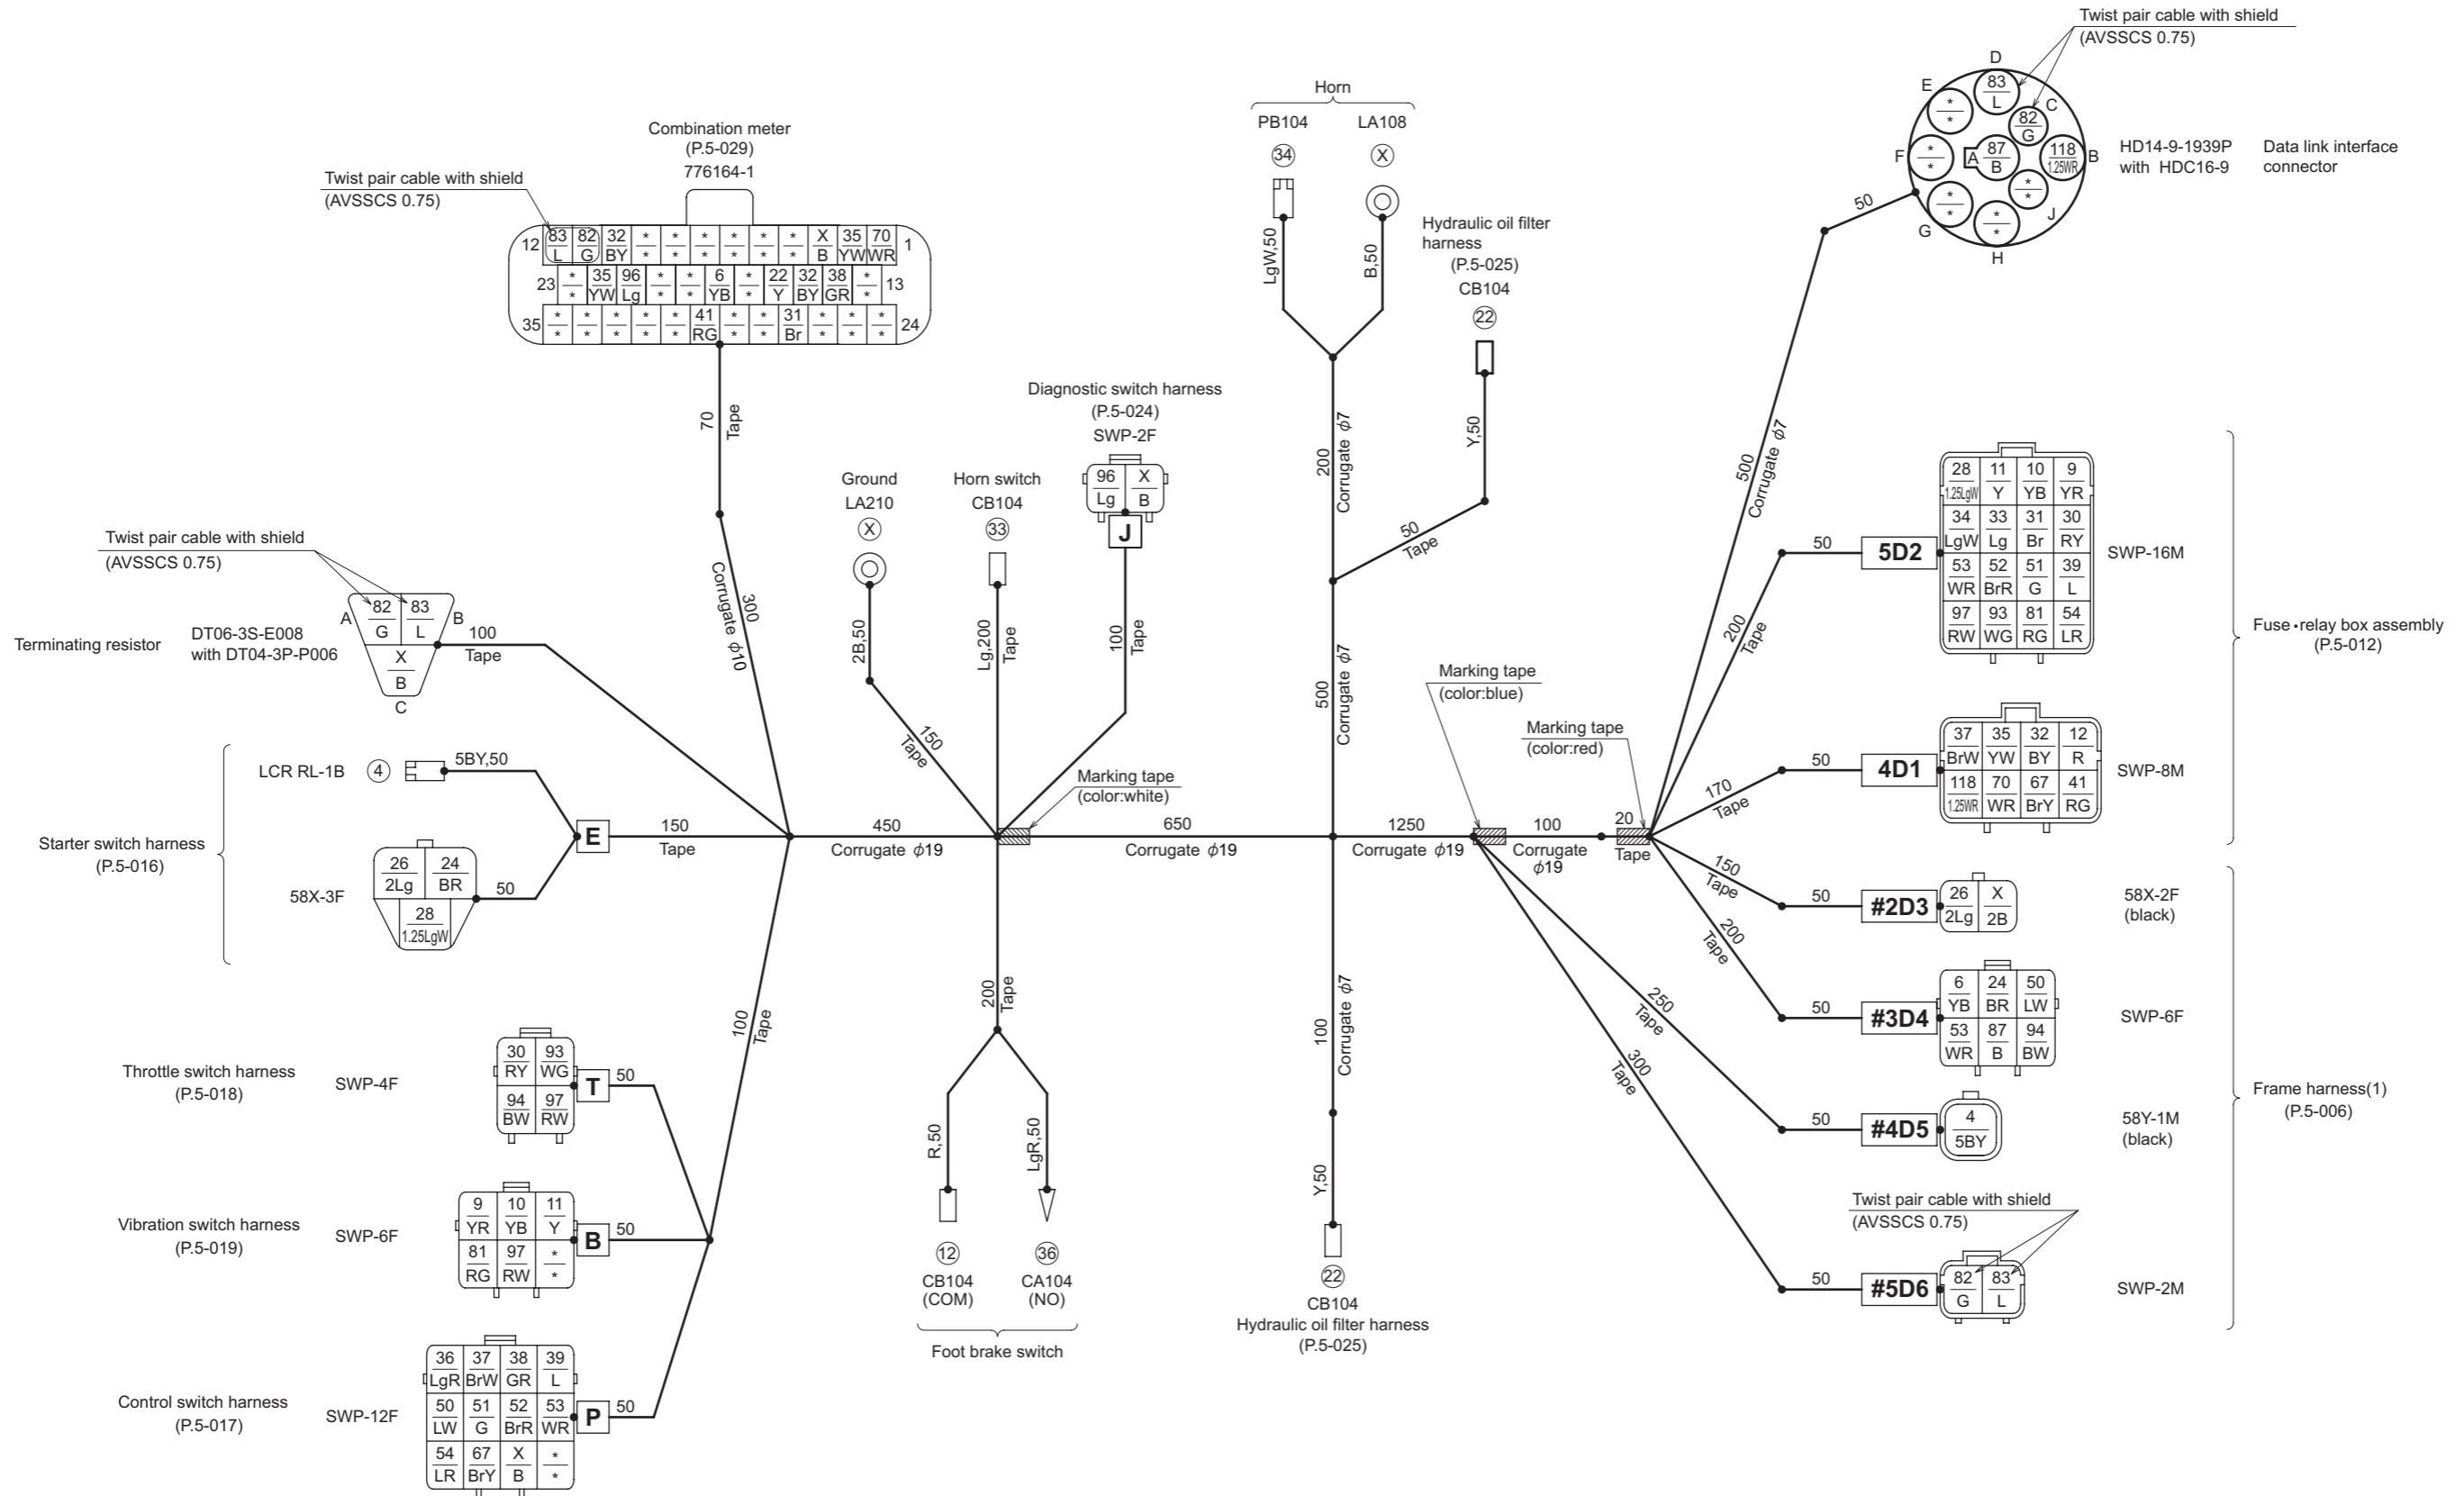 Twist pair cable with shield
(AVSSCS 0.75)
D
83
L
E
*
*
C
82
G
F
*
*
A
87
B
118
1.25WR
B
*
*
*
*
J
G
*
*
H
HD14-9-1939P
with HDC16-9
Data link interface
connector
50
500
Corrugate φ7
Horn
PB104
LA108
34
X
LgW,50
B,50
200
Corrugate φ7
Hydraulic oil filter
harness
(P.5-025)
CB104
22
Y,50
50
Tape
500
Corrugate φ7
Combination meter
(P.5-029)
776164-1
Twist pair cable with shield
(AVSSCS 0.75)
12 83 82 32 * * * * * * X 35 70 1
L G BY * * * * * * B YW WR
23 * 35 96 * * 6 * 22 32 38 * 13
* YW Lg * * YB * Y BY GR *
35 * * * * * 41 * * 31 * * * 24
* * * * * RG * * Br * * *
70
Tape
300
Corrugate φ10
Diagnostic switch harness
(P.5-024)
SWP-2F
96 X
Lg B
J
100
Tape
Ground
LA210
X
2B,50
150
Tape
Horn switch
CB104
33
Lg,200
Tape
Twist pair cable with shield
(AVSSCS 0.75)
Terminating resistor
DT06-3S-E008
with DT04-3P-P006
A 82 83 B
G L
X
B
C
100
Tape
Starter switch harness
(P.5-016)
LCR RL-1B
4
5BY,50
58X-3F
26 24
2Lg BR
28
1.25LgW
50
E
150
Tape
450
Corrugate φ19
Marking tape
(color:white)
650
Corrugate φ19
1250
Corrugate φ19
Marking tape
(color:blue)
100
Corrugate
φ19
Marking tape
(color:red)
20
Tape
100
Tape
Throttle switch harness
(P.5-018)
SWP-4F
30 93
RY WG
94 97
BW RW
T
50
Vibration switch harness
(P.5-019)
SWP-6F
9 10 11
YR YB Y
81 97 *
RG RW *
B
50
Control switch harness
(P.5-017)
SWP-12F
36 37 38 39
LgR BrW GR L
50 51 52 53
LW G BrR WR
54 67 X *
LR BrY B *
P
50
200
Tape
R,50
LgR,50
12
CB104
(COM)
36
CA104
(NO)
Foot brake switch
100
Corrugate φ7
Y,50
22
CB104
Hydraulic oil filter harness
(P.5-025)
200
Tape
50
5D2
28 11 10 9
1.25LgW Y YB YR
34 33 31 30
LgW Lg Br RY
53 52 51 39
WR BrR G L
97 93 81 54
RW WG RG LR
SWP-16M
170
Tape
50
4D1
37 35 32 12
BrW YW BY R
118 70 67 41
1.25WR WR BrY RG
SWP-8M
Fuse・relay box assembly
(P.5-012)
150
Tape
50
#2D3
26 X
2Lg 2B
58X-2F
(black)
200
Tape
50
#3D4
6 24 50
YB BR LW
53 87 94
WR B BW
SWP-6F
250
Tape
50
#4D5
4
5BY
58Y-1M
(black)
300
Tape
50
#5D6
Twist pair cable with shield
(AVSSCS 0.75)
82 83
G L
SWP-2M
Frame harness(1)
(P.5-006)